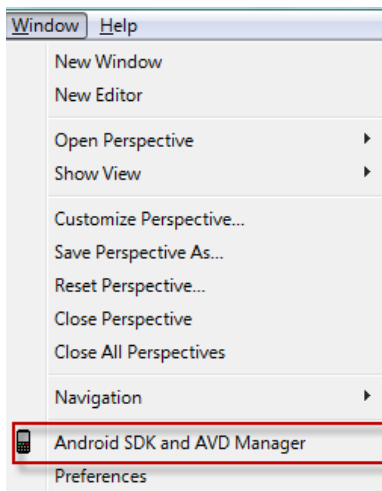 Window Help
New Window
New Editor
Open Perspective
Show View
Customize Perspective...
Save Perspective As...
Reset Perspective...
Close Perspective
Close All Perspectives
Navigation
Android SDK and AVD Manager
Preferences